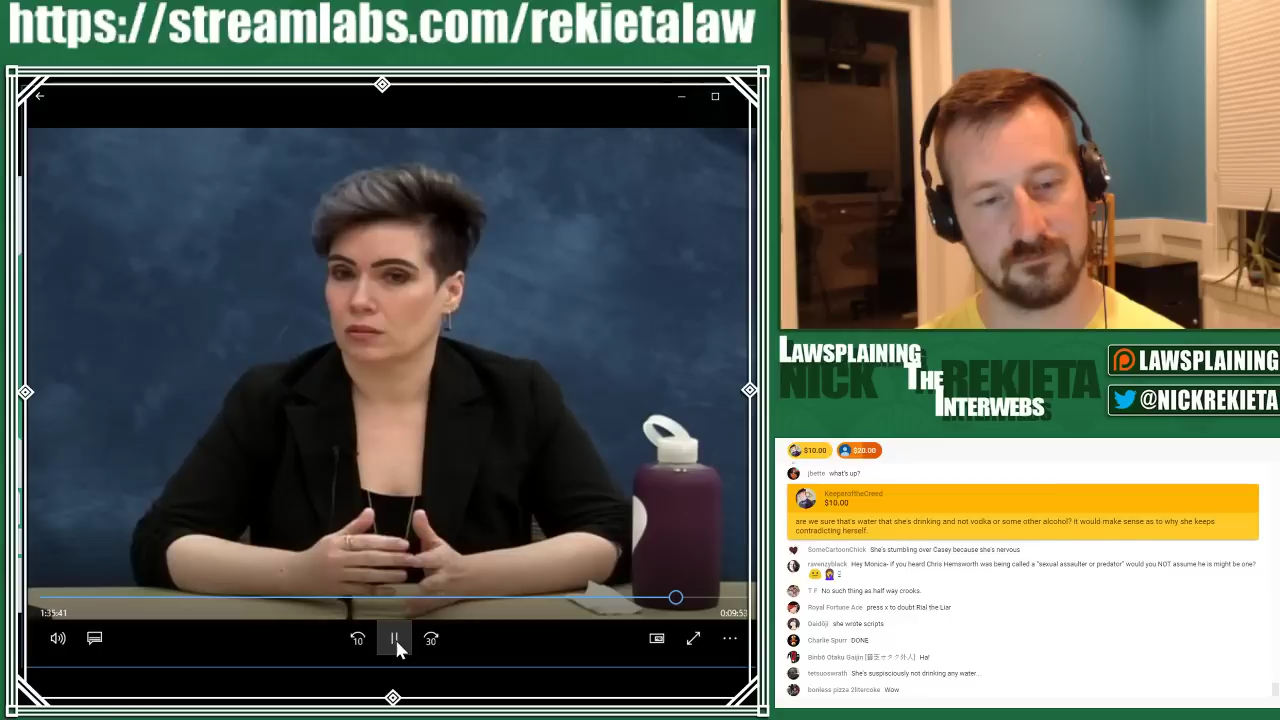 https://streamlabs.com/rekietalaw
1:35:41
0:09:53
10
30
LAWSPLAINING
THE
INTERWEBS
NICK REKIETA
LAWSPLAINING
@NICKREKIETA
$10.00
$20.00
jbette what's up?
KeeperoftheCreed
$10.00
are we sure that's water that she's drinking and not vodka or some other alcohol? it would make sense as to why she keeps
contradicting herself.
SomeCartoonChick She's stumbling over Casey because she's nervous
ravenzyblack Hey Monica- if you heard Chris Hemsworth was being called a "sexual assaulter or predator" would you NOT assume he is might be one?
T F No such thing as half way crooks.
Royal Fortune Ace press x to doubt Rial the Liar
Daidōji she wrote scripts
Charlie Spurr DONE
Binbō Otaku Gaijin Ha!
tetsuoswrath She's suspisciously not drinking any water...
bonless pizza 2litercoke Wow